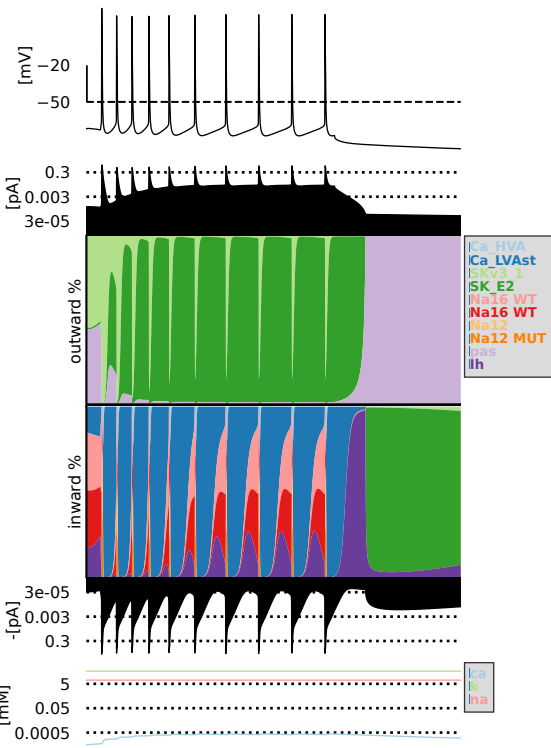 [mV]
−20
−50
[pA]
0.3
0.003
3e-05
outward %
Ca_HVA
Ca_LVAst
SKv3_1
SK_E2
Na16 WT
Na16 WT
Na12
Na12 MUT
pas
Ih
inward %
-[pA]
3e-05
0.003
0.3
[mM]
5
0.05
0.0005
ca
k
na